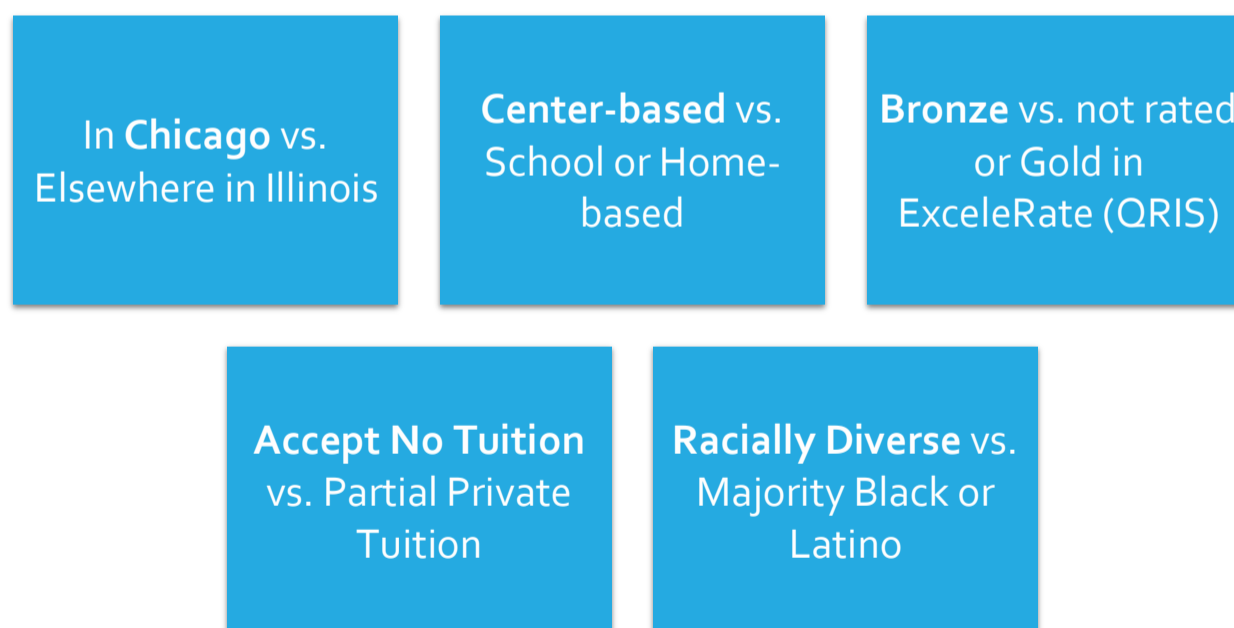 In Chicago vs.
Elsewhere in Illinois
Center-based vs.
School or Home-
based
Bronze vs. not rated
or Gold in
ExceleRate (QRIS)
Accept No Tuition
vs. Partial Private
Tuition
Racially Diverse vs.
Majority Black or
Latino